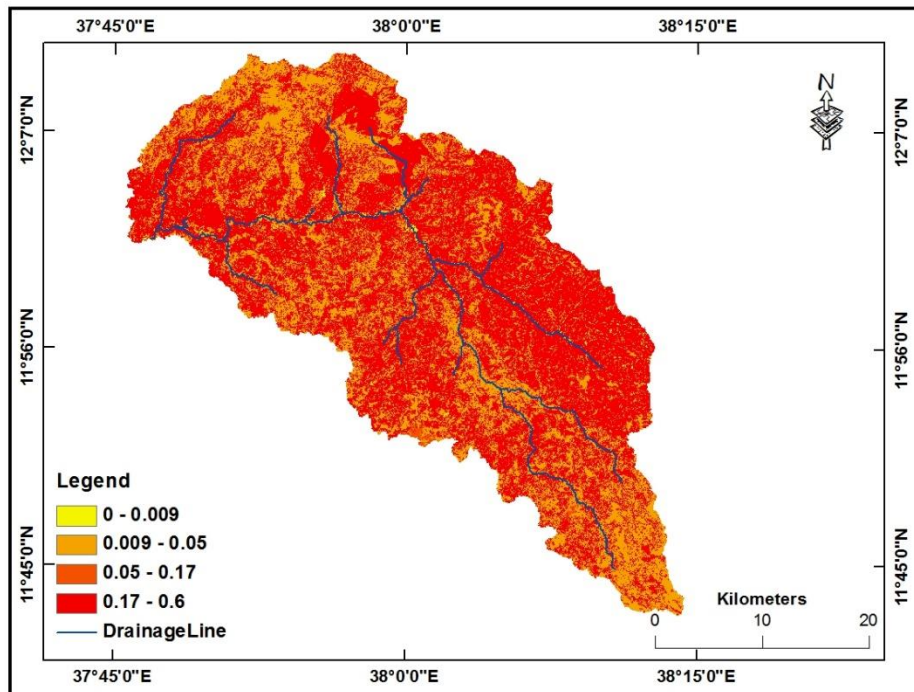 37°45'0"E 38°0'0"E 38°15'0"E
N
12°7'0"N 12°7'0"N
11°56'0"N 11°56'0"N
11°45'0"N 11°45'0"N
Legend
0 - 0.009
0.009 - 0.05
0.05 - 0.17
0.17 - 0.6
DrainageLine
Kilometers
0 10 20
37°45'0"E 38°0'0"E 38°15'0"E